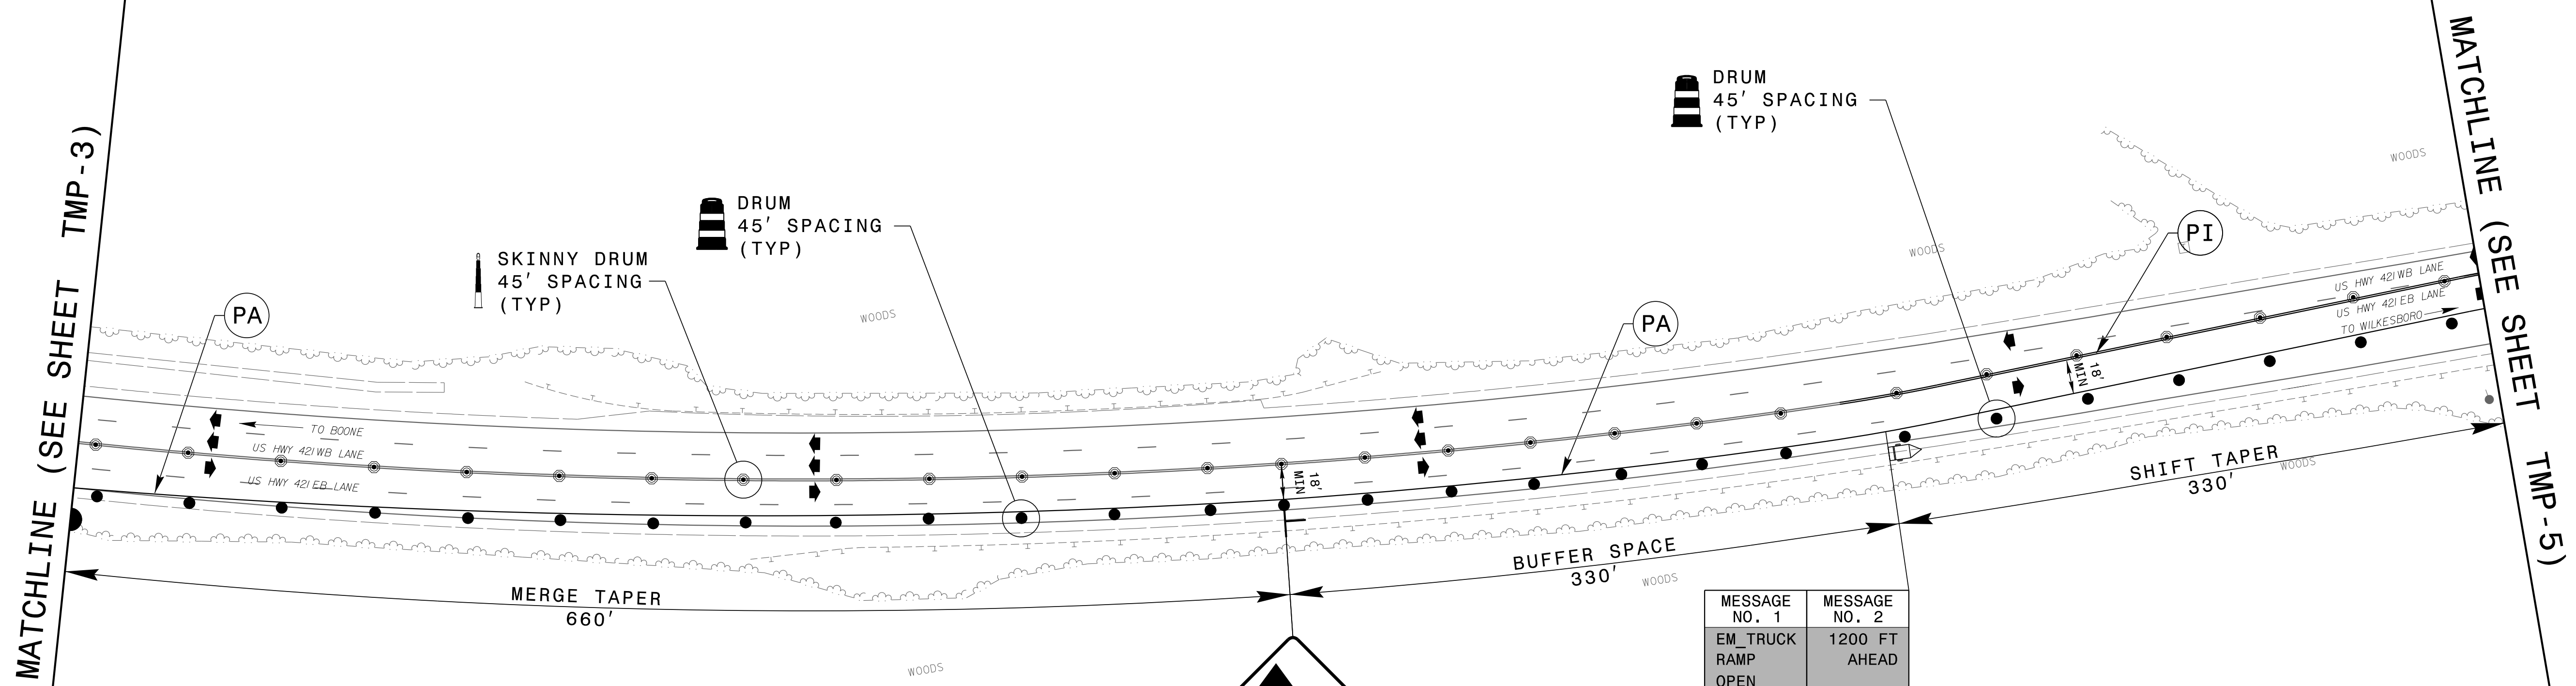 MATCHLINE (SEE SHEET TMP-3)
PA
SKINNY DRUM
45' SPACING
(TYP)
DRUM
45' SPACING
(TYP)
WOODS
TO BOONE
US HWY 421 WB LANE
US HWY 421 EB LANE
MERGE TAPER
660'
WOODS
18'
MIN
PA
DRUM
45' SPACING
(TYP)
WOODS
PI
WOODS
US HWY 421 WB LANE
US HWY 421 EB LANE
TO WILKESBORO
18'
MIN
BUFFER SPACE
330'
WOODS
SHIFT TAPER
330'
WOODS
MESSAGE
NO. 1
MESSAGE
NO. 2
EM_TRUCK
RAMP
OPEN
1200 FT
AHEAD
MATCHLINE (SEE SHEET TMP-5)